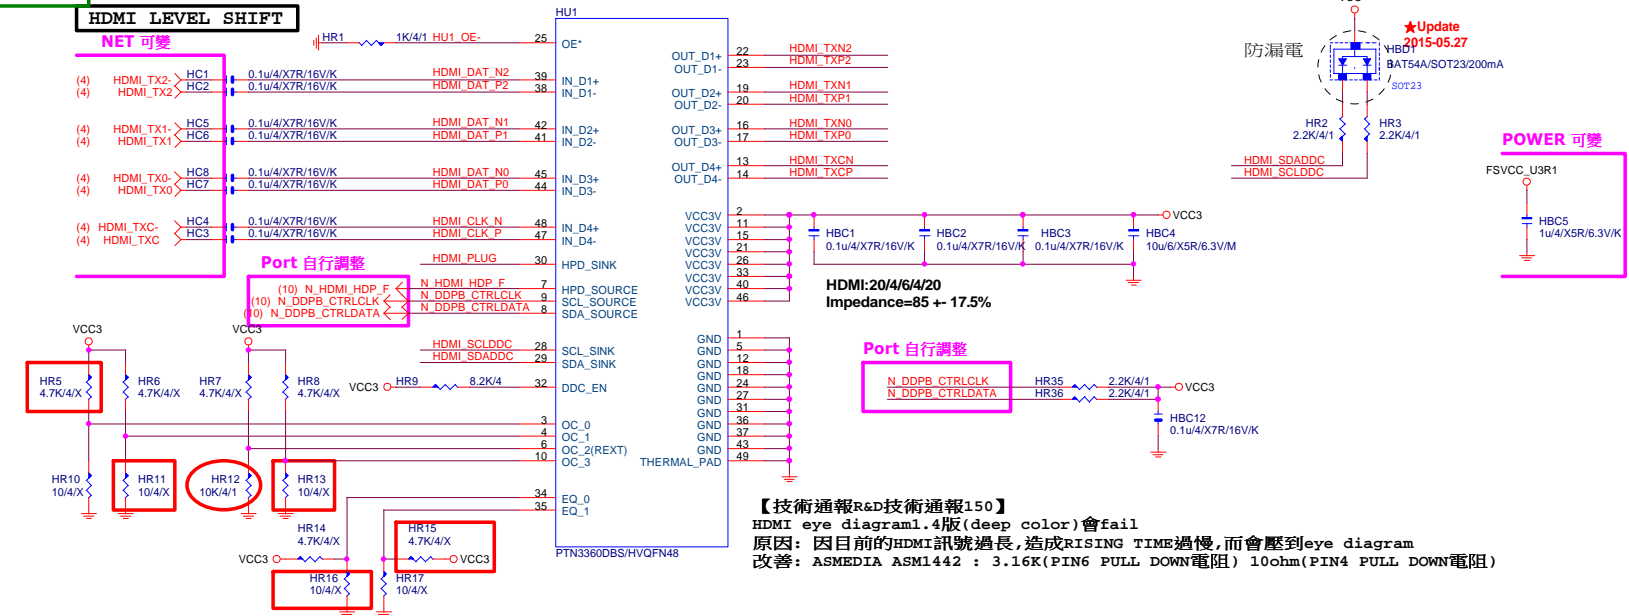 HDMI LEVEL SHIFT
NET 可變
HU1
HR1 1K/4/1 HU1_OE- 25 OE*
(4) HDMI_TX2- HC1 0.1u/4/X7R/16V/K HDMI_DAT_N2 39 IN_D1+
(4) HDMI_TX2 HC2 0.1u/4/X7R/16V/K HDMI_DAT_P2 38 IN_D1-
(4) HDMI_TX1- HC5 0.1u/4/X7R/16V/K HDMI_DAT_N1 42 IN_D2+
(4) HDMI_TX1 HC6 0.1u/4/X7R/16V/K HDMI_DAT_P1 41 IN_D2-
(4) HDMI_TX0- HC8 0.1u/4/X7R/16V/K HDMI_DAT_N0 45 IN_D3+
(4) HDMI_TX0 HC7 0.1u/4/X7R/16V/K HDMI_DAT_P0 44 IN_D3-
(4) HDMI_TXC- HC4 0.1u/4/X7R/16V/K HDMI_CLK_N 48 IN_D4+
(4) HDMI_TXC HC3 0.1u/4/X7R/16V/K HDMI_CLK_P 47 IN_D4-
HDMI_PLUG 30 HPD_SINK
Port 自行調整
(10) N_HDMI_HDP_F N_HDMI_HDP_F 7 HPD_SOURCE
(10) N_DDPB_CTRLCLK N_DDPB_CTRLCLK 9 SCL_SOURCE
(10) N_DDPB_CTRLDATA N_DDPB_CTRLDATA 8 SDA_SOURCE
HDMI_SCLDDC 28 SCL_SINK
HDMI_SDADDC 29 SDA_SINK
VCC3 HR9 8.2K/4 32 DDC_EN
VCC3
VCC3
HR5
4.7K/4/X
HR6
4.7K/4/X
HR7
4.7K/4/X
HR8
4.7K/4/X
3 OC_0
4 OC_1
6 OC_2(REXT)
10 OC_3
HR10
10/4/X
HR11
10/4/X
HR12
10K/4/1
HR13
10/4/X
34 EQ_0
35 EQ_1
HR14
4.7K/4/X
VCC3
HR15
4.7K/4/X
VCC3
HR16
10/4/X
HR17
10/4/X
PTN3360DBS/HVQFN48
OUT_D1+ 22 HDMI_TXN2
OUT_D1- 23 HDMI_TXP2
OUT_D2+ 19 HDMI_TXN1
OUT_D2- 20 HDMI_TXP1
OUT_D3+ 16 HDMI_TXN0
OUT_D3- 17 HDMI_TXP0
OUT_D4+ 13 HDMI_TXCN
OUT_D4- 14 HDMI_TXCP
VCC3V 2 VCC3
VCC3V 11
VCC3V 15
VCC3V 21
VCC3V 26
VCC3V 33
VCC3V 40
VCC3V 46
HBC1
0.1u/4/X7R/16V/K
HBC2
0.1u/4/X7R/16V/K
HBC3
0.1u/4/X7R/16V/K
HBC4
10u/6/X5R/6.3V/M
HDMI:20/4/6/4/20
Impedance=85 +- 17.5%
GND 1
GND 5
GND 12
GND 18
GND 24
GND 27
GND 31
GND 36
GND 37
GND 43
THERMAL_PAD 49
Port 自行調整
N_DDPB_CTRLCLK HR35 2.2K/4/1 VCC3
N_DDPB_CTRLDATA HR36 2.2K/4/1
HBC12
0.1u/4/X7R/16V/K
★Update
2015-05.27
防漏電
HBD1
BAT54A/SOT23/200mA
SOT23
HR2
2.2K/4/1
HR3
2.2K/4/1
HDMI_SDADDC
HDMI_SCLDDC
POWER 可變
FSVCC_U3R1
HBC5
1u/4/X5R/6.3V/K
【技術通報R&D技術通報150】
HDMI eye diagram1.4版(deep color)會fail
原因: 因目前的HDMI訊號過長,造成RISING TIME過慢,而會壓到eye diagram
改善: ASMEDIA ASM1442 : 3.16K(PIN6 PULL DOWN電阻) 10ohm(PIN4 PULL DOWN電阻)